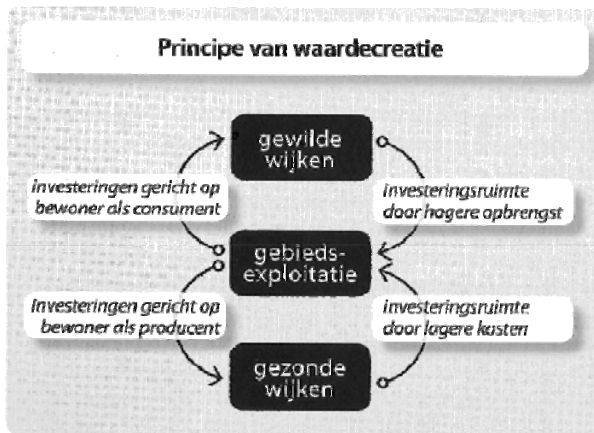 Principe van waardecreatie
gewilde
wijken
investeringen gericht op
bewoner als consument
investeringsruimte
door hogere opbrengst
gebieds-
exploitatie
investeringen gericht op
bewoner als producent
investeringsruimte
door lagere kosten
gezonde
wijken